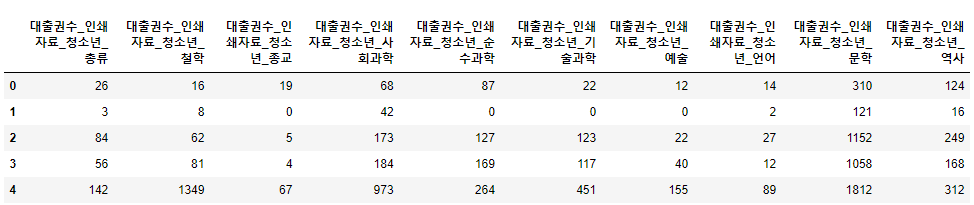 대출권수_인쇄
자료_청소년_
총류
대출권수_인쇄
자료_청소년_
철학
대출권수_인
쇄자료_청소
년_종교
대출권수_인쇄
자료_청소년_사
회과학
대출권수_인쇄
자료_청소년_순
수과학
대출권수_인쇄
자료_청소년_기
술과학
대출권수_인쇄
자료_청소년_
예술
대출권수_인
쇄자료_청소
년_언어
대출권수_인쇄
자료_청소년_
문학
대출권수_인쇄
자료_청소년_
역사
0 26 16 19 68 87 22 12 14 310 124
1 3 8 0 42 0 0 0 2 121 16
2 84 62 5 173 127 123 22 27 1152 249
3 56 81 4 184 169 117 40 12 1058 168
4 142 1349 67 973 264 451 155 89 1812 312